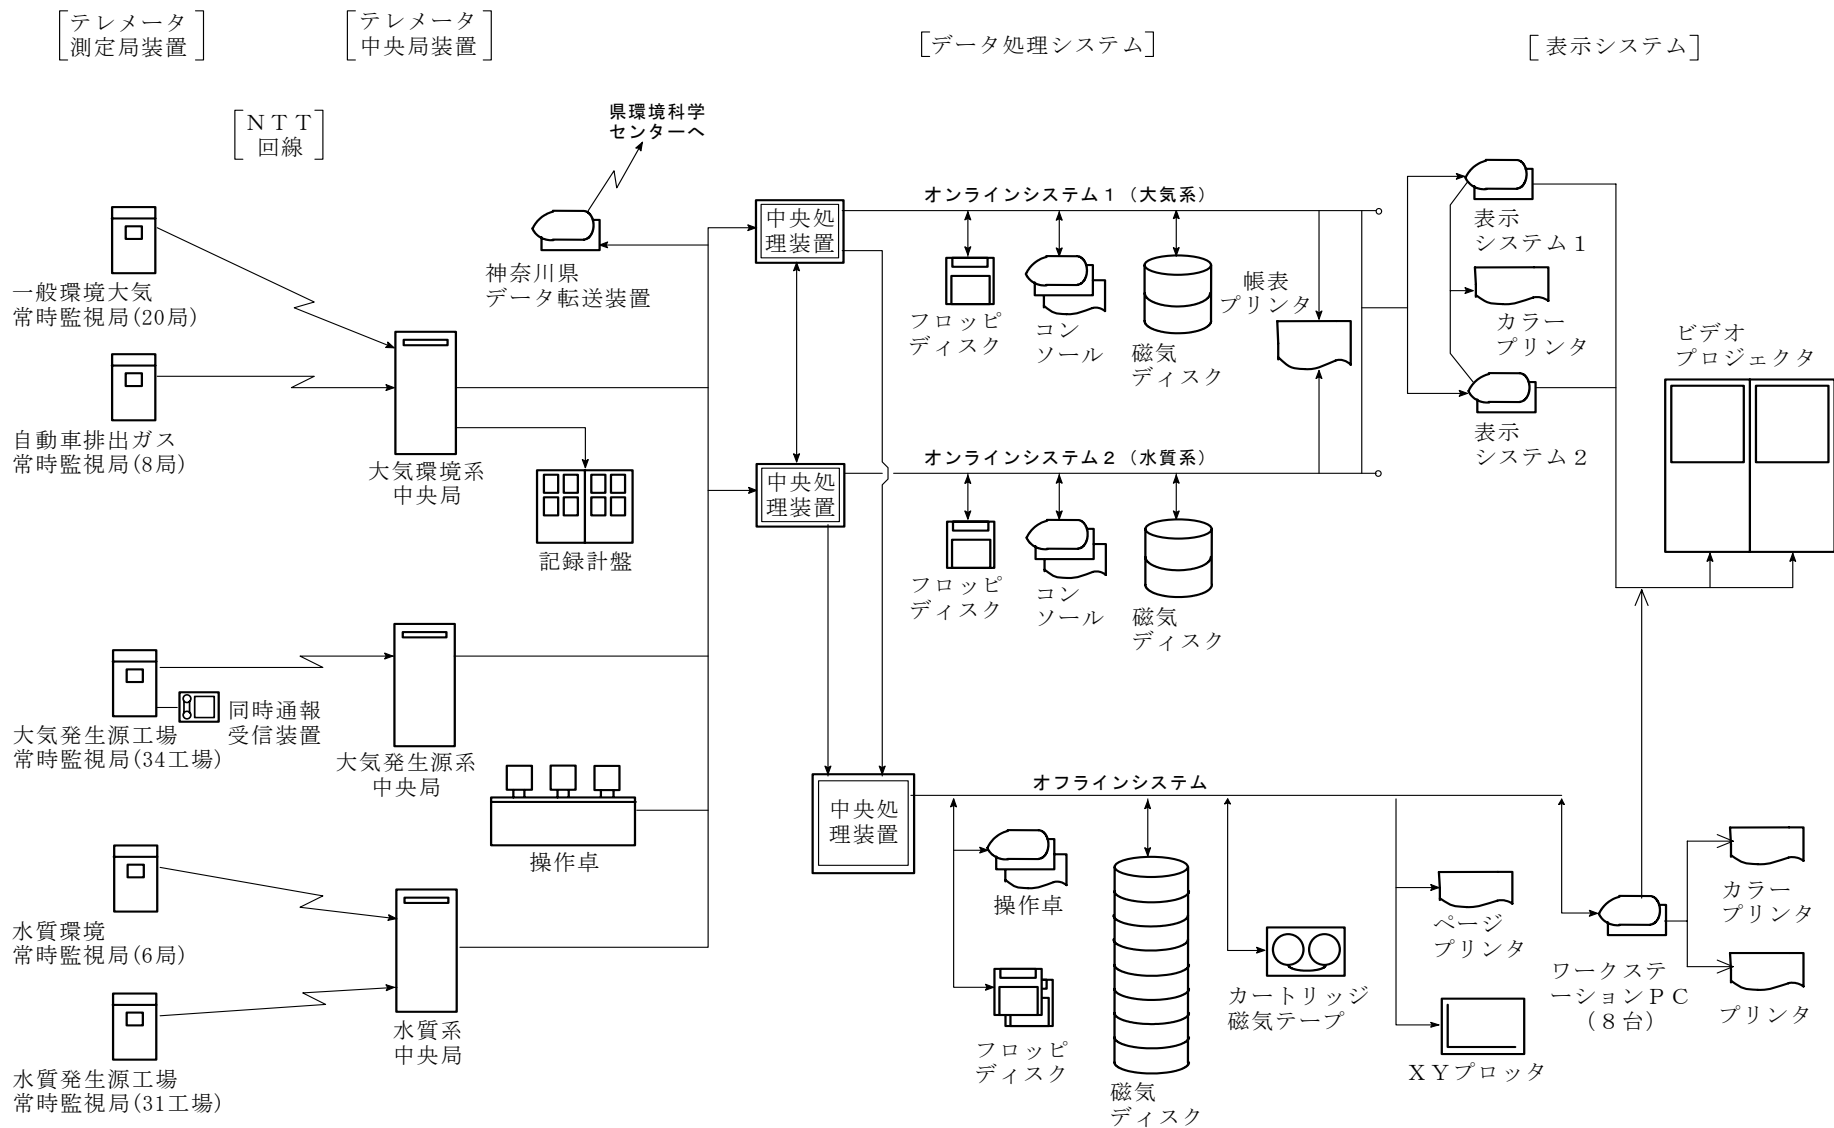 テレメータ
測定局装置
テレメータ
中央局装置
データ処理システム
表示システム
ＮＴＴ
回線
県環境科学
センターへ
一般環境大気
常時監視局(20局)
自動車排出ガス
常時監視局(8局)
大気環境系
中央局
神奈川県
データ転送装置
記録計盤
大気発生源工場
常時監視局(34工場)
同時通報
受信装置
大気発生源系
中央局
操作卓
水質環境
常時監視局(6局)
水質発生源工場
常時監視局(31工場)
水質系
中央局
中央処
理装置
オンラインシステム１（大気系）
フロッピ
ディスク
コン
ソール
磁気
ディスク
帳表
プリンタ
中央処
理装置
オンラインシステム２（水質系）
フロッピ
ディスク
コン
ソール
磁気
ディスク
表示
システム１
カラー
プリンタ
表示
システム２
ビデオ
プロジェクタ
中央処
理装置
オフラインシステム
操作卓
フロッピ
ディスク
磁気
ディスク
カートリッジ
磁気テープ
ページ
プリンタ
ＸＹプロッタ
ワークステ
ーションＰＣ
（８台）
カラー
プリンタ
プリンタ